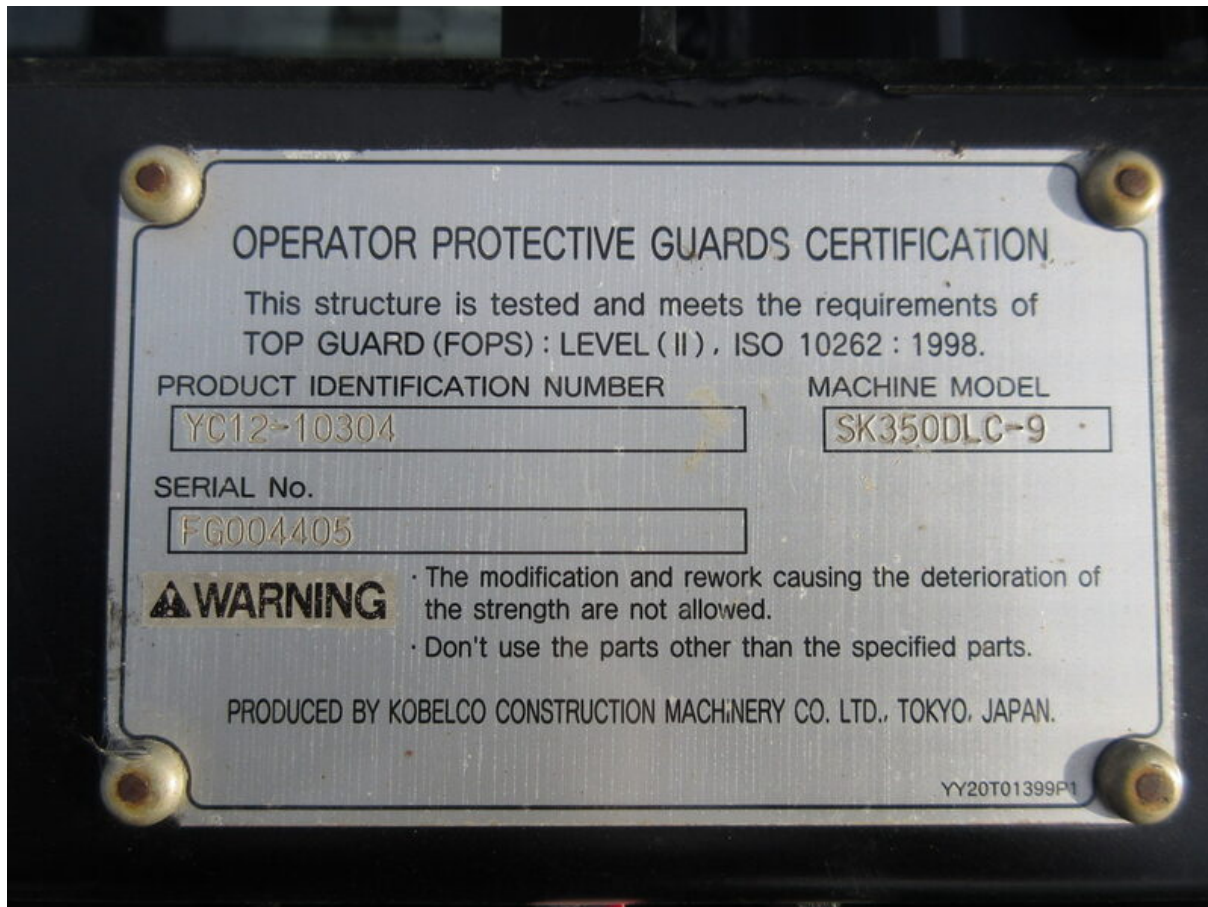 OPERATOR PROTECTIVE GUARDS CERTIFICATION
This structure is tested and meets the requirements of
TOP GUARD (FOPS) : LEVEL (II), ISO 10262 : 1998.
PRODUCT IDENTIFICATION NUMBER MACHINE MODEL
YC12-10304 SK350DLC-9
SERIAL No.
FG004405
WARNING
· The modification and rework causing the deterioration of
the strength are not allowed.
· Don't use the parts other than the specified parts.
PRODUCED BY KOBELCO CONSTRUCTION MACHINERY CO. LTD., TOKYO, JAPAN.
YY20T01399P1